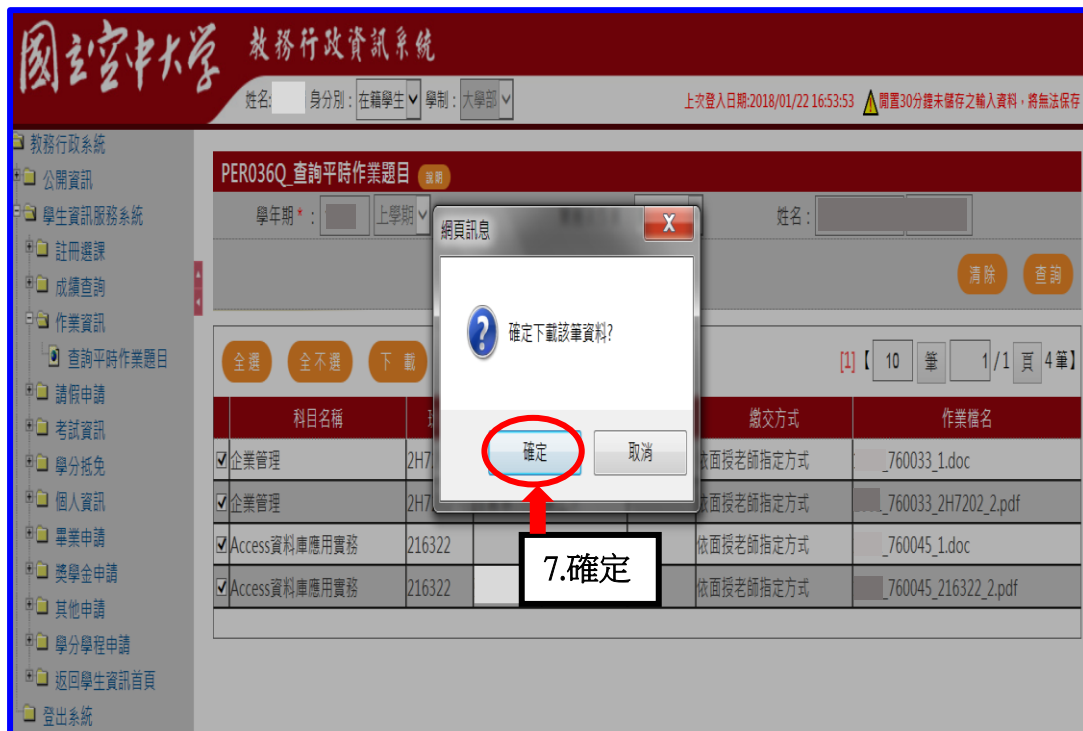 國立空中大學 教務行政資訊系統
姓名: 身分別：在籍學生 學制：大學部 上次登入日期:2018/01/22 16:53:53 閒置30分鐘未儲存之輸入資料，將無法保存
教務行政系統
公開資訊
學生資訊服務系統
註冊選課
成績查詢
作業資訊
查詢平時作業題目
請假申請
考試資訊
學分抵免
個人資訊
畢業申請
獎學金申請
其他申請
學分學程申請
返回學生資訊首頁
登出系統
PER036Q_查詢平時作業題目 說明
學年期*： 上學期 姓名：
清除 查詢
全選 全不選 下載 [1]【 10 筆 1/1 頁 4筆】
科目名稱 繳交方式 作業檔名
企業管理 2H7 依面授老師指定方式 _760033_1.doc
企業管理 2H7 依面授老師指定方式 _760033_2H7202_2.pdf
Access資料庫應用實務 216322 依面授老師指定方式 _760045_1.doc
Access資料庫應用實務 216322 依面授老師指定方式 _760045_216322_2.pdf
網頁訊息 X
確定下載該筆資料?
確定 取消
7.確定